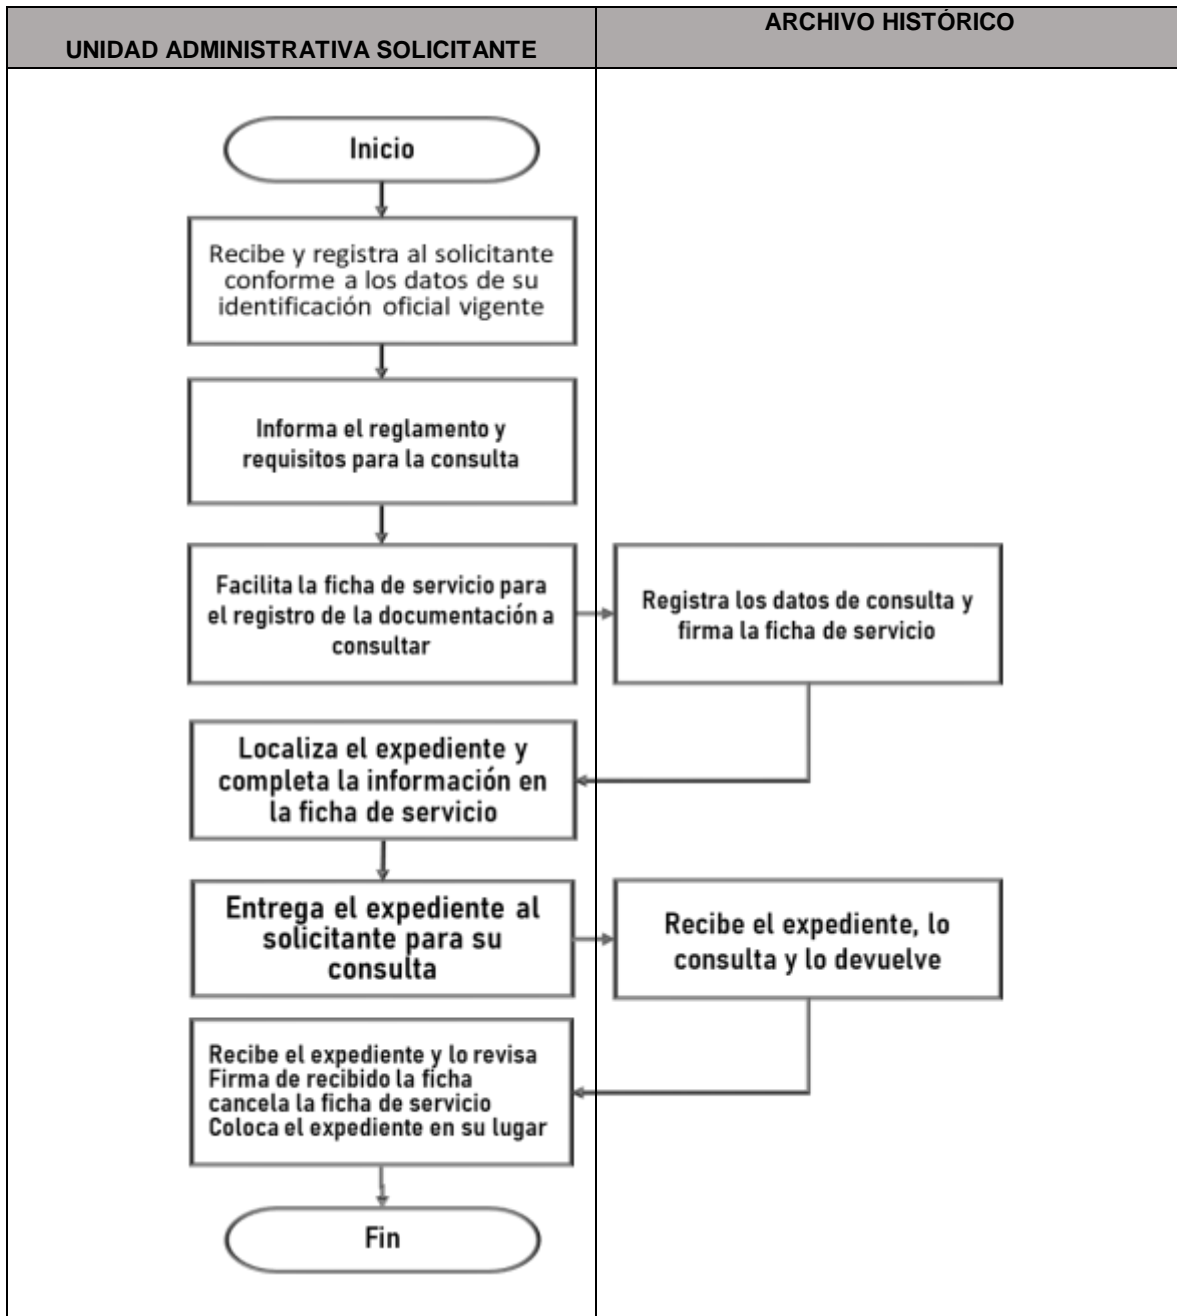 UNIDAD ADMINISTRATIVA SOLICITANTE
ARCHIVO HISTÓRICO
Inicio
Recibe y registra al solicitante
conforme a los datos de su
identificación oficial vigente
Informa el reglamento y
requisitos para la consulta
Facilita la ficha de servicio para
el registro de la documentación a
consultar
Registra los datos de consulta y
firma la ficha de servicio
Localiza el expediente y
completa la información en
la ficha de servicio
Entrega el expediente al
solicitante para su
consulta
Recibe el expediente, lo
consulta y lo devuelve
Recibe el expediente y lo revisa
Firma de recibido la ficha
cancela la ficha de servicio
Coloca el expediente en su lugar
Fin